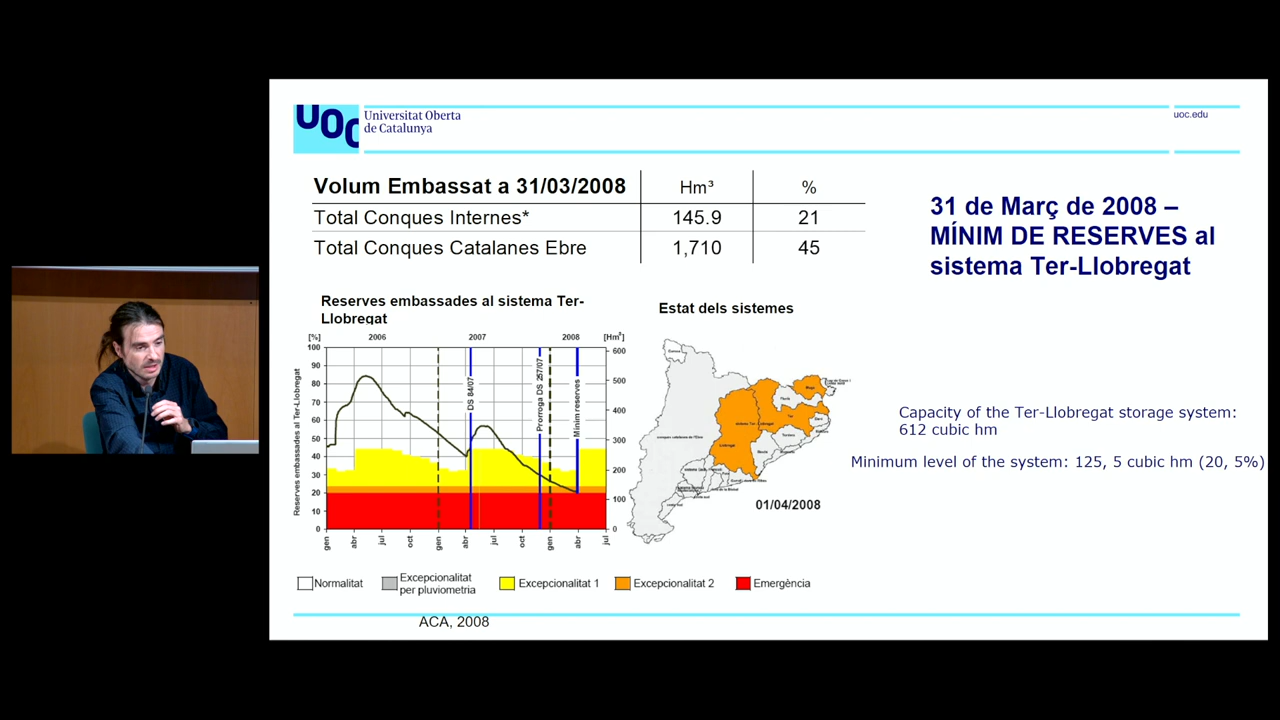 UOC
Universitat Oberta
de Catalunya
uoc.edu
Volum Embassat a 31/03/2008 Hm³ %
Total Conques Internes* 145.9 21
Total Conques Catalanes Ebre 1,710 45
31 de Març de 2008 –
MÍNIM DE RESERVES al
sistema Ter-Llobregat
Reserves embassades al sistema Ter-
Llobregat
[%] 2006 2007 2008 [Hm³]
100
90
80
70
60
50
40
30
20
10
0
600
500
400
300
200
100
0
Reserves embassades al Ter-Llobregat
DS 84/07
Prorroga DS 257/07
Minim reserves
gen abr jul oct gen abr jul oct gen abr jul
Estat dels sistemes
01/04/2008
Capacity of the Ter-Llobregat storage system:
612 cubic hm
Minimum level of the system: 125, 5 cubic hm (20, 5%)
Normalitat
Excepcionalitat
per pluviometria
Excepcionalitat 1
Excepcionalitat 2
Emergència
ACA, 2008